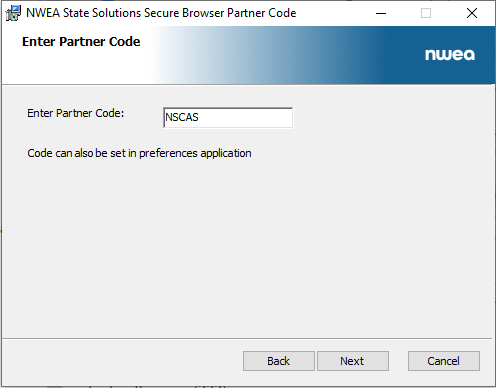 NWEA State Solutions Secure Browser Partner Code
Enter Partner Code
nwea
Enter Partner Code:
NSCAS
Code can also be set in preferences application
Back
Next
Cancel